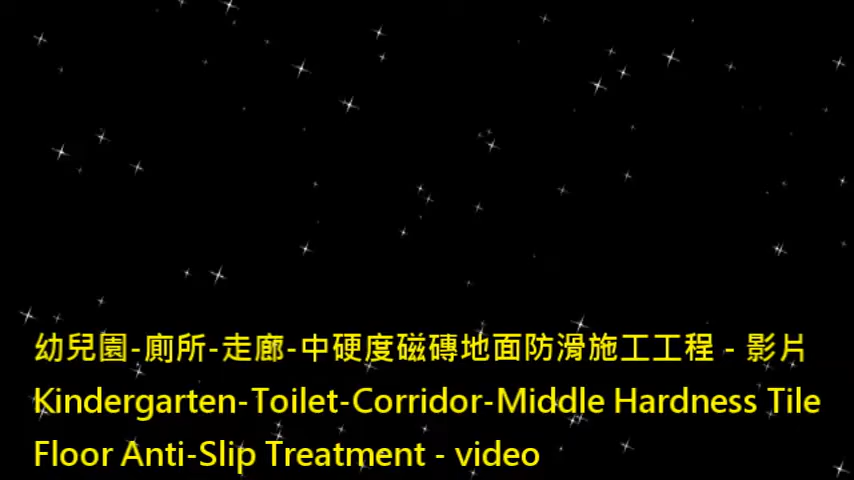 幼兒園-廁所-走廊-中硬度磁磚地面防滑施工工程 - 影片
Kindergarten-Toilet-Corridor-Middle Hardness Tile
Floor Anti-Slip Treatment - video